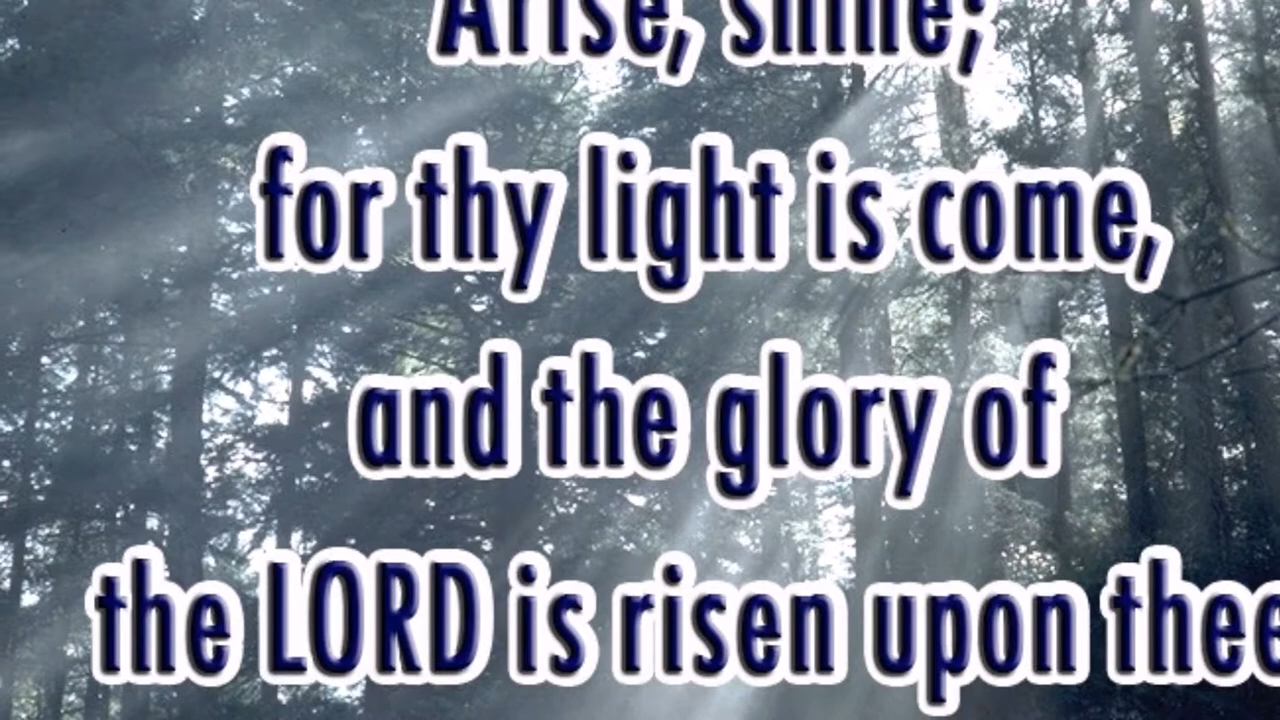 Arise, shine;
for thy light is come,
and the glory of
the LORD is risen upon thee